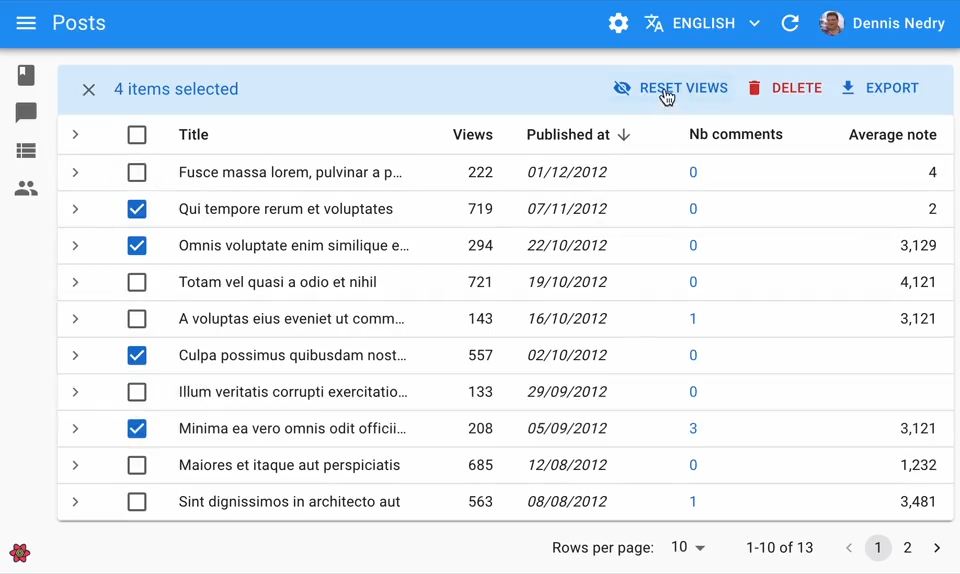 Posts ENGLISH Dennis Nedry
4 items selected RESET VIEWS DELETE EXPORT
Title Views Published at Nb comments Average note
Fusce massa lorem, pulvinar a p... 222 01/12/2012 0 4
Qui tempore rerum et voluptates 719 07/11/2012 0 2
Omnis voluptate enim similique e... 294 22/10/2012 0 3,129
Totam vel quasi a odio et nihil 721 19/10/2012 0 4,121
A voluptas eius eveniet ut comm... 143 16/10/2012 1 3,121
Culpa possimus quibusdam nost... 557 02/10/2012 0
Illum veritatis corrupti exercitatio... 133 29/09/2012 0
Minima ea vero omnis odit officii... 208 05/09/2012 3 3,121
Maiores et itaque aut perspiciatis 685 12/08/2012 0 1,232
Sint dignissimos in architecto aut 563 08/08/2012 1 3,481
Rows per page: 10 1-10 of 13 1 2